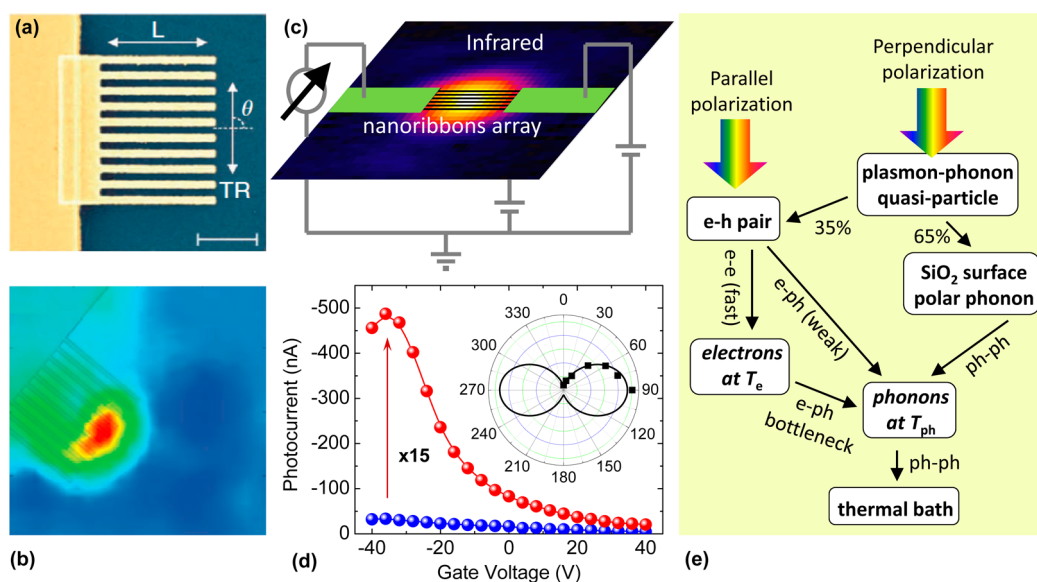 (a)
L
θ
TR
(b)
(c)
Infrared
nanoribbons array
(d)
-500
-400
-300
-200
-100
0
Photocurrent (nA)
-40
-20
0
20
40
Gate Voltage (V)
x15
0
30
60
90
120
150
180
210
240
270
300
330
(e)
Parallel
polarization
Perpendicular
polarization
plasmon-phonon
quasi-particle
e-h pair
35%
65%
SiO₂ surface
polar phonon
e-e (fast)
e-ph (weak)
ph-ph
electrons
at Tₑ
e-ph
bottleneck
phonons
at Tph
ph-ph
thermal bath